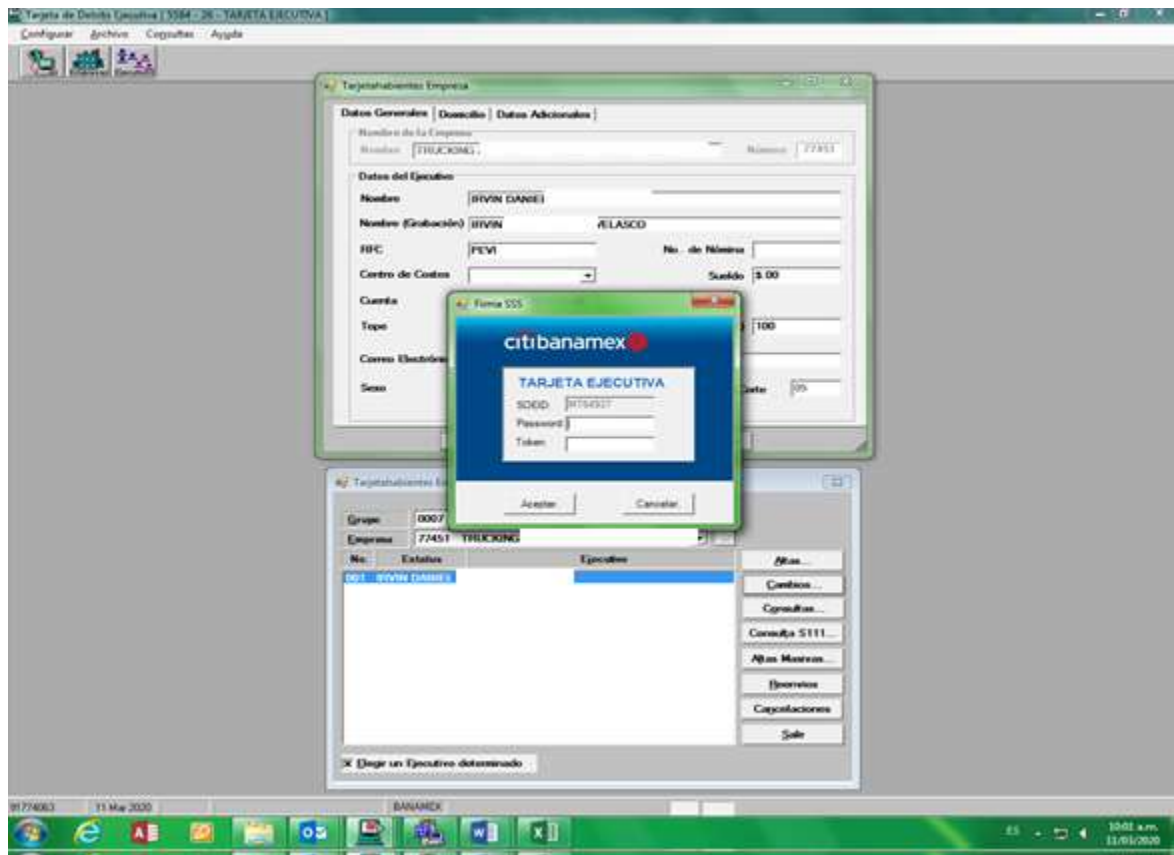 Tarjeta de Debito Ejecutiva | 5584 - 26 - TARJETA EJECUTIVA |
Configurar Archivo Consultas Ayuda
Tarjetahabientes Empresa
Datos Generales Domicilio Datos Adicionales
Nombre de la Empresa
Nombre TRUCKING Número 77451
Datos del Ejecutivo
Nombre IRVIN DANIEL
Nombre (Grabación) IRVIN VELASCO
RFC PEVI No. de Nómina
Centro de Costos Sueldo $.00
Cuenta
Tope 100
Correo
Sexo Corte 05
Firma SSS
citibanamex
TARJETA EJECUTIVA
SOEID
Password
Token
Aceptar Cancelar
Tarjetahabientes
Grupo 0007
Empresa 77451 TRUCKING
No. Estatus Ejecutivo
001 IRVIN DANIEL
Altas...
Cambios...
Consultas...
Consulta S111...
Altas Masivas...
Reenvios
Cancelaciones
Salir
Elegir un Ejecutivo determinado
11 Mar 2020 BANAMEX
ES 10:01 a.m.
11/03/2020